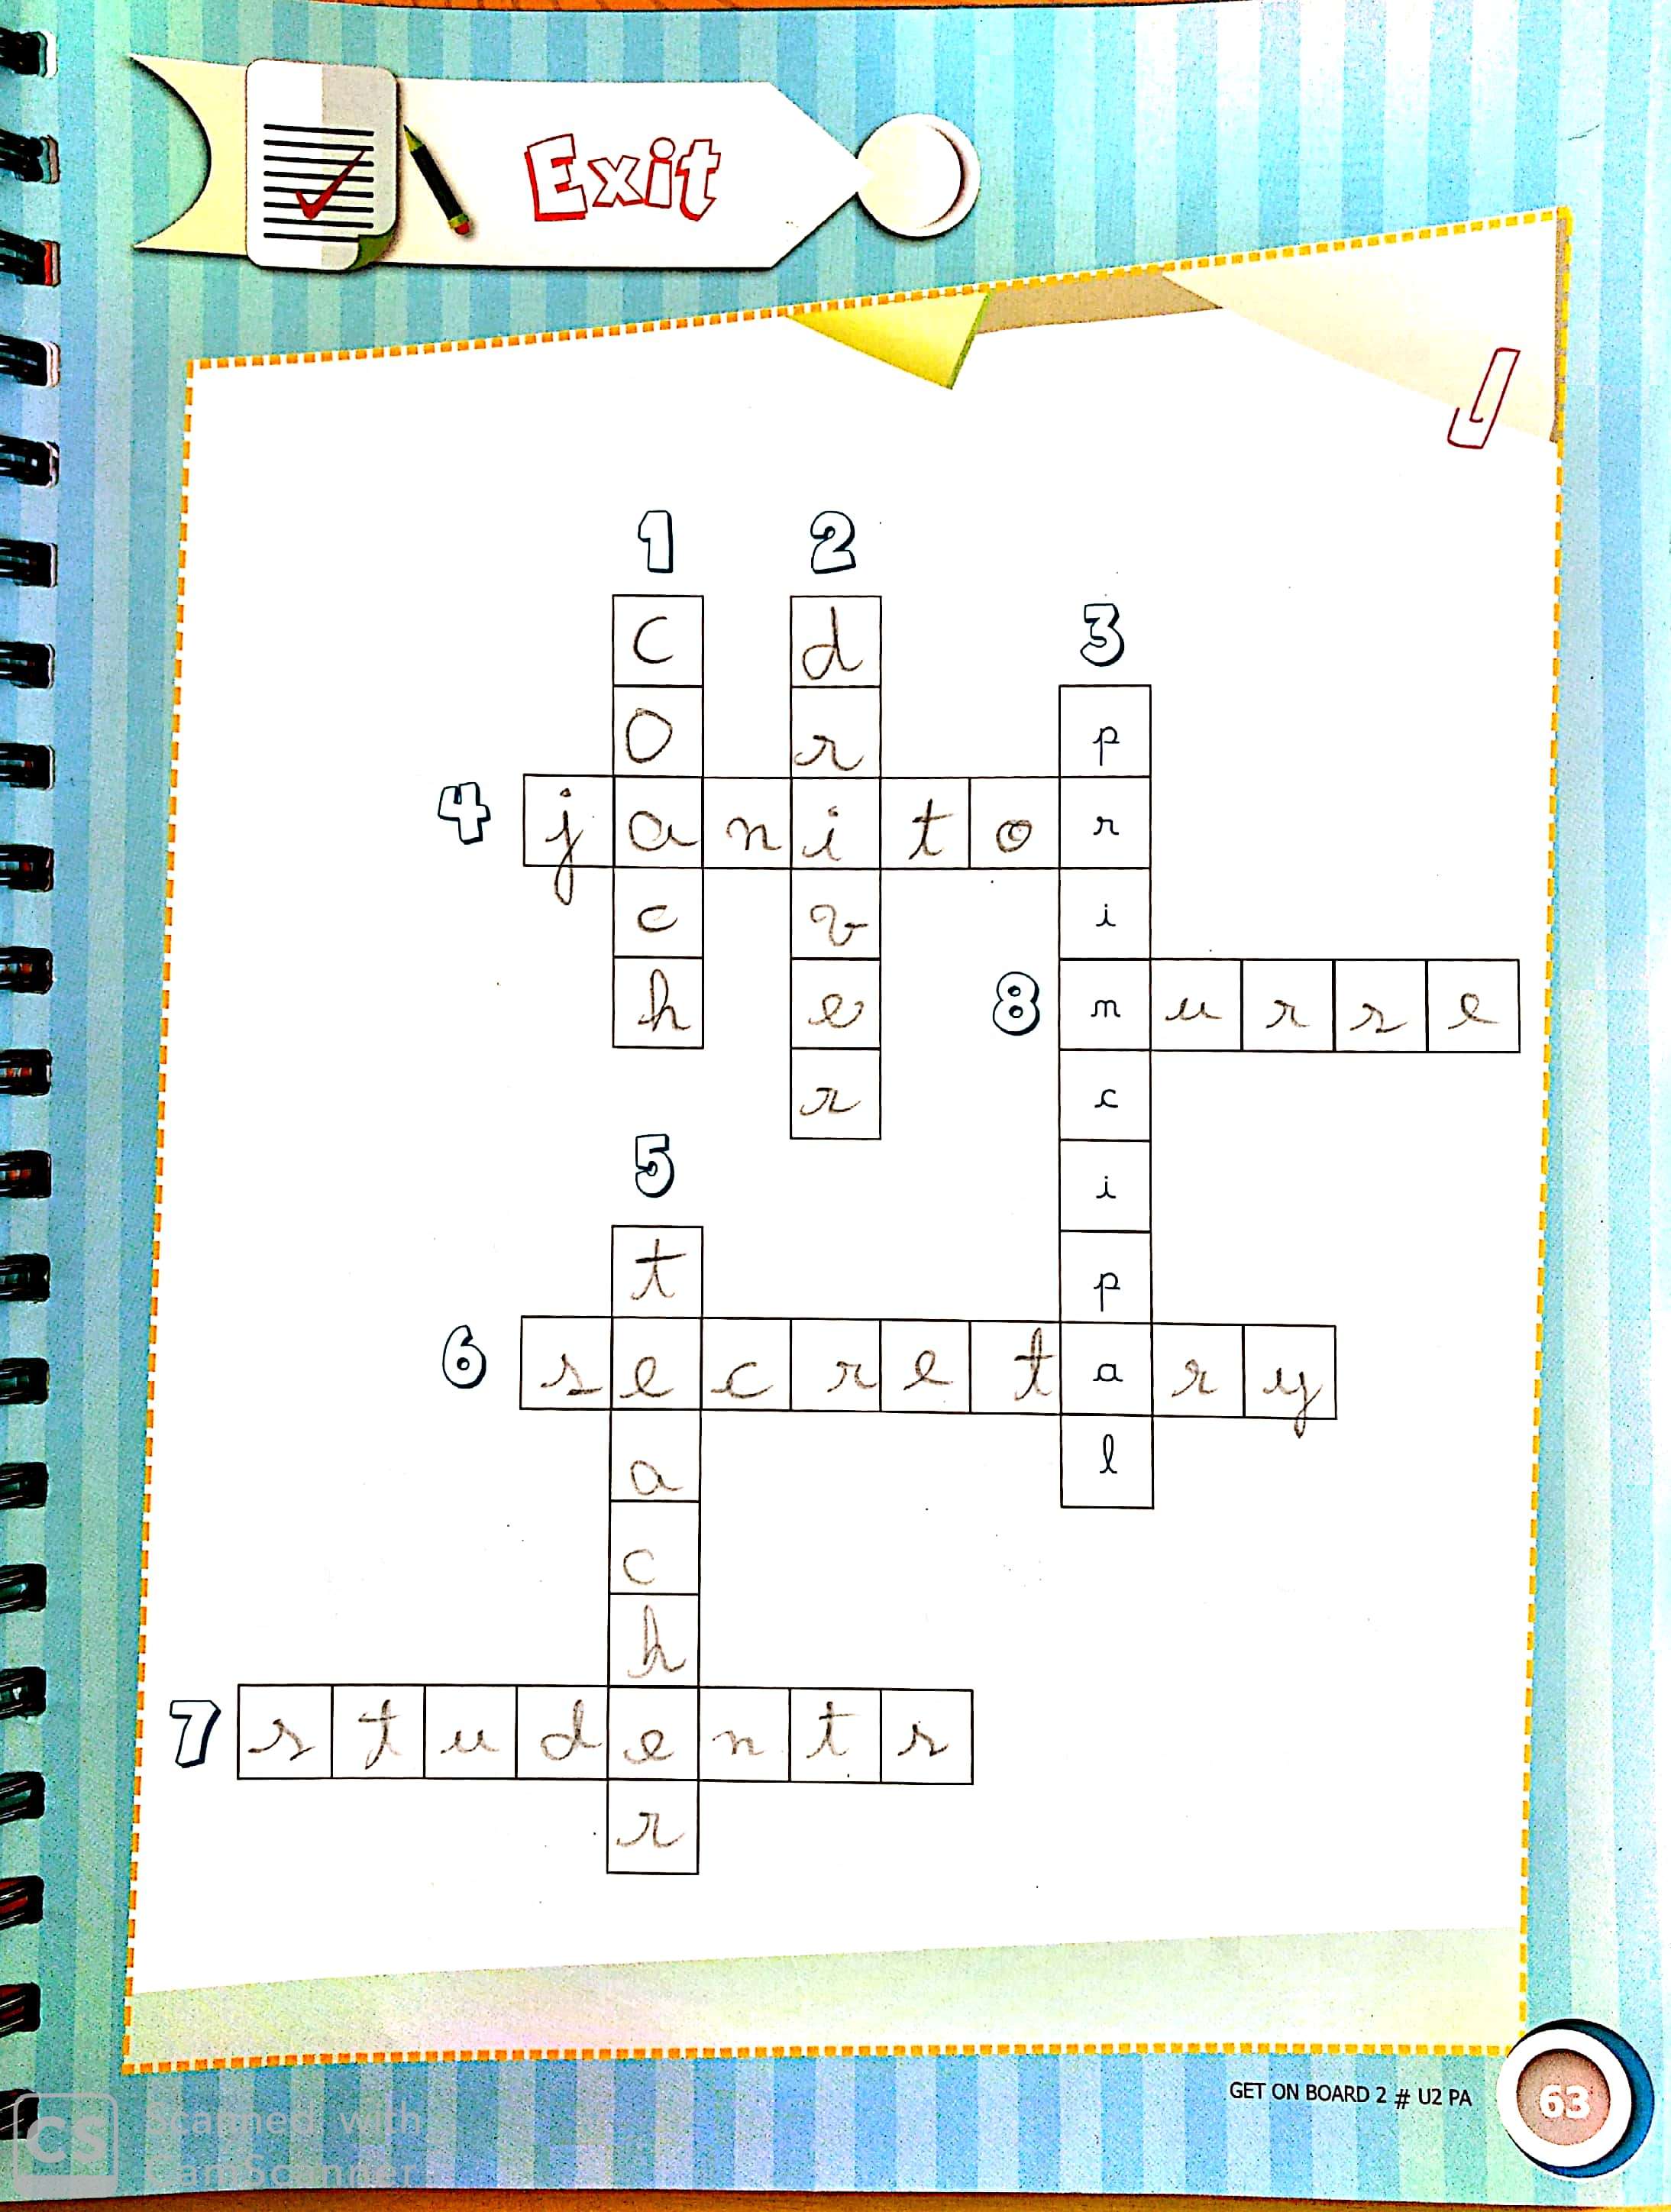 Exit
1 2 3
4 5
6 7 8
coach
driver
principal
janitor
teacher
secretary
students
nurse
GET ON BOARD 2 # U2 PA
63
CS Scanned with
CamScanner